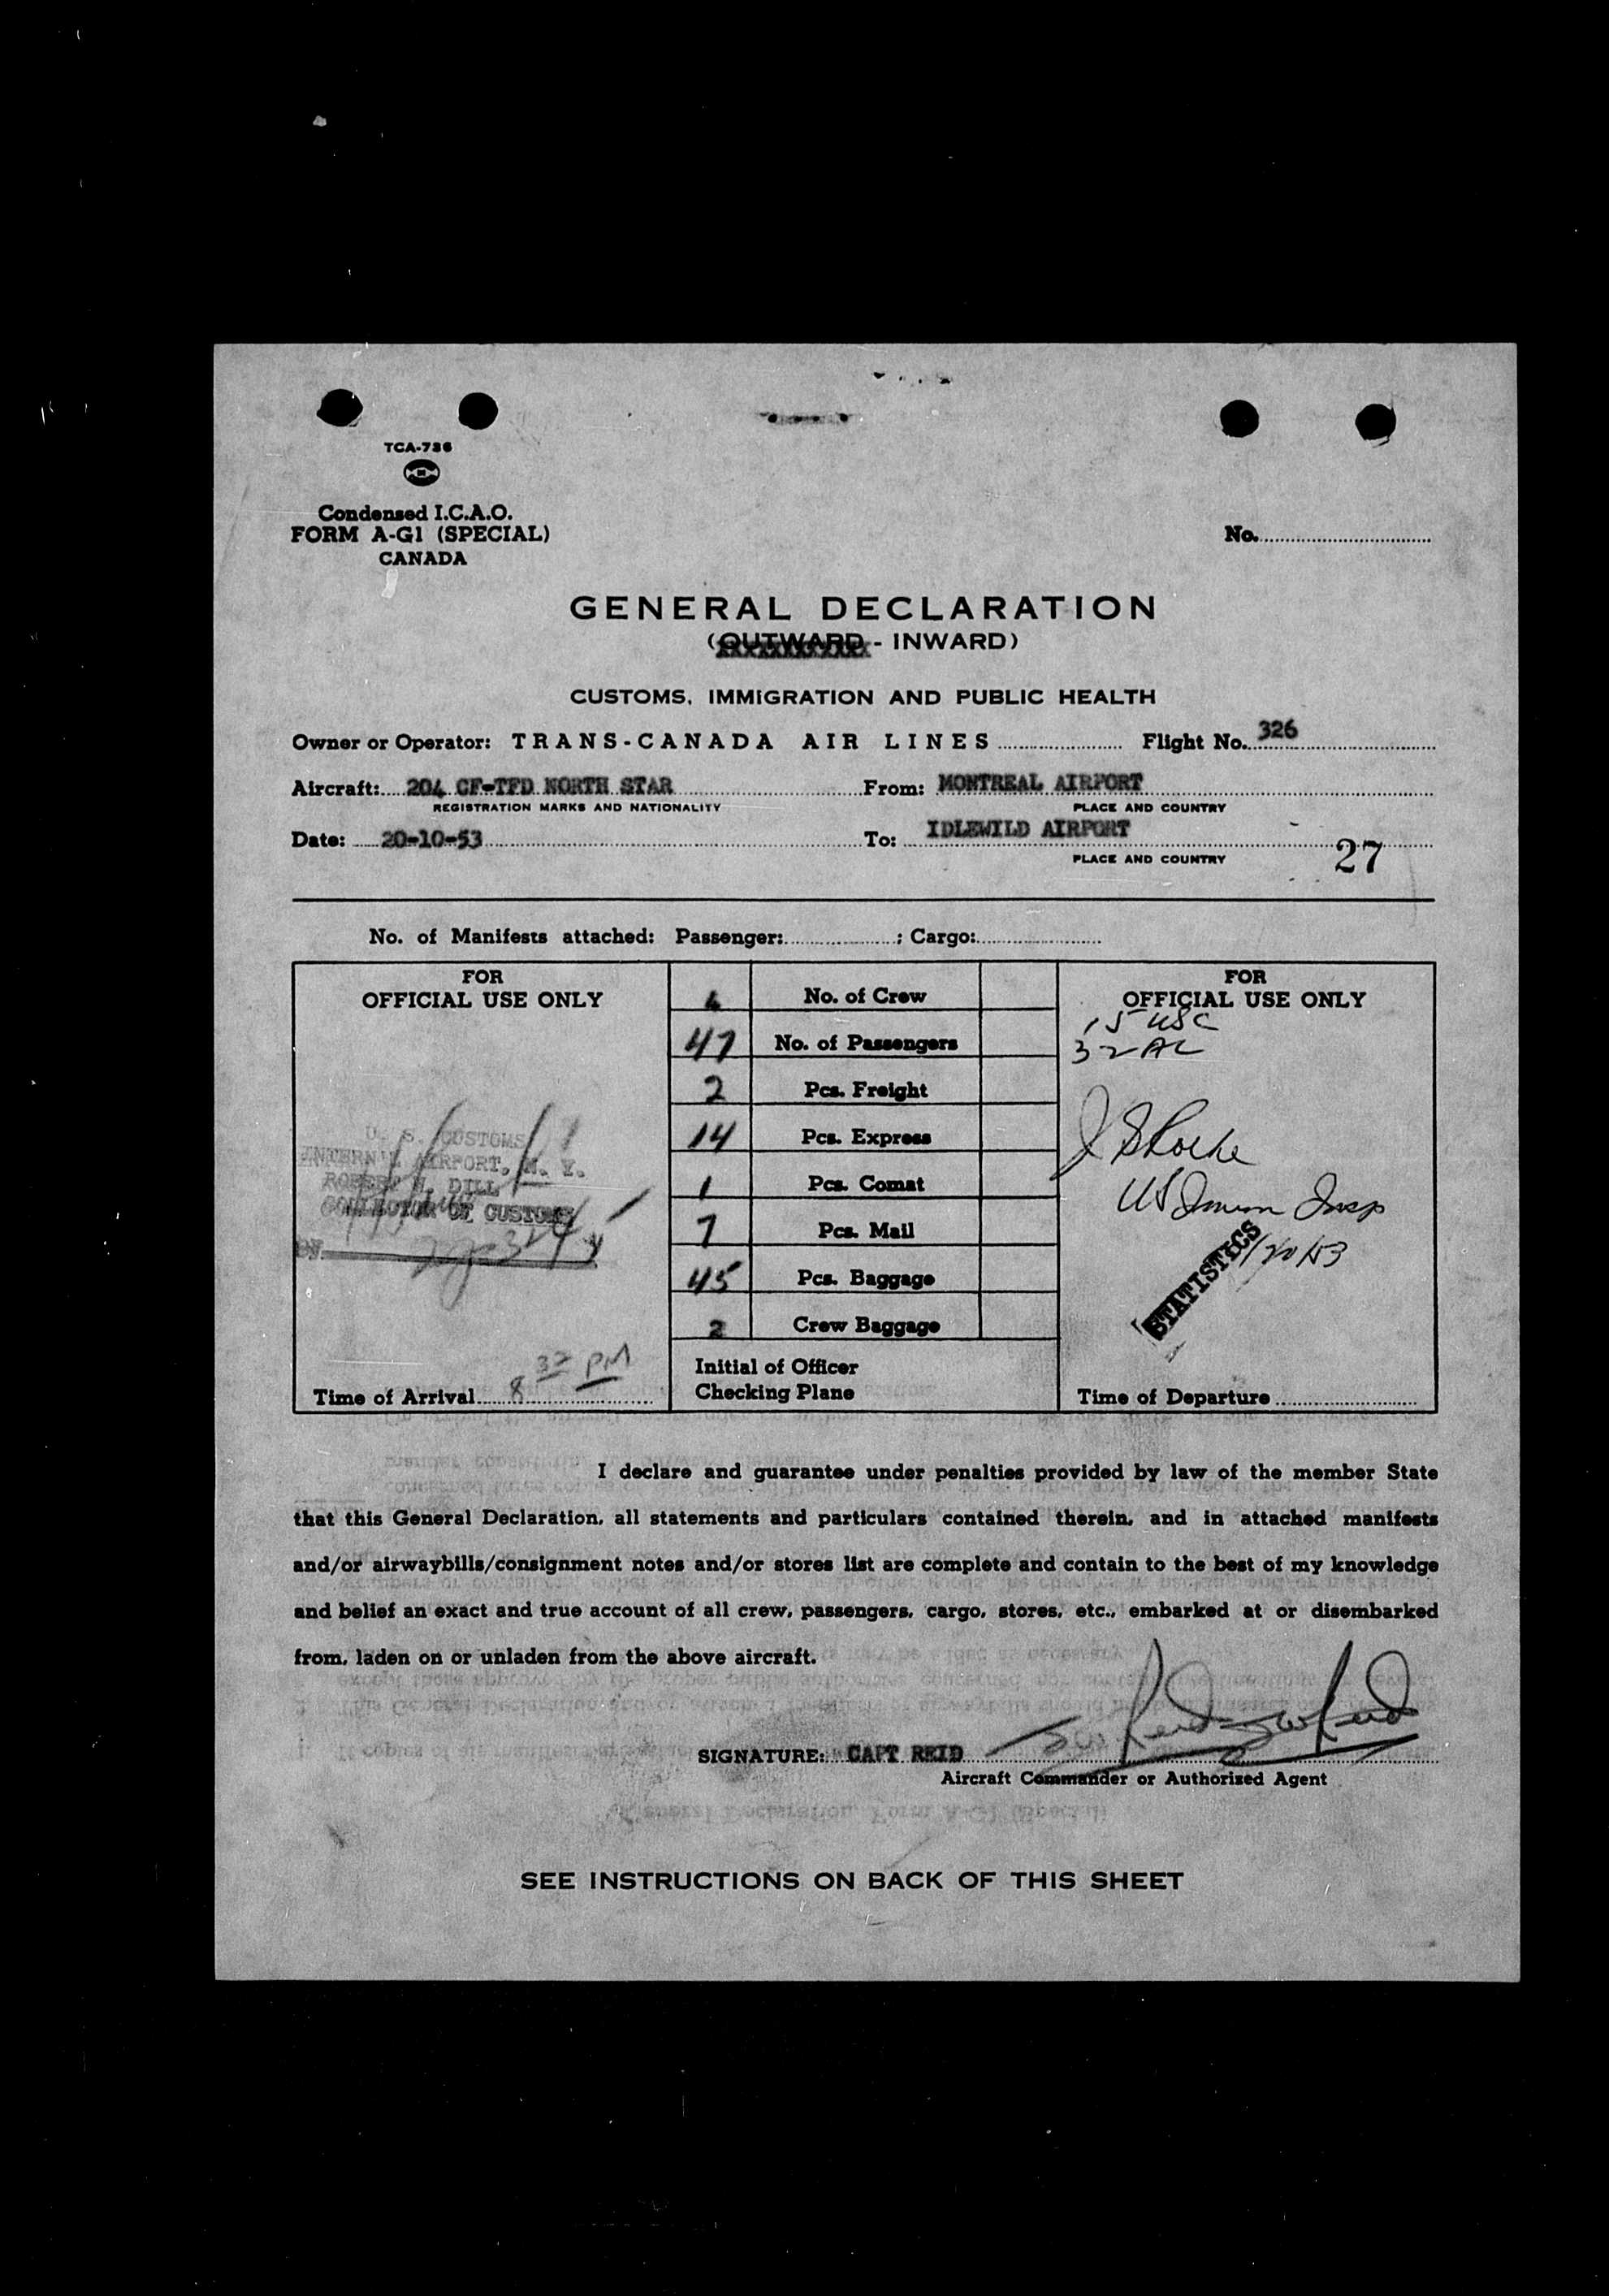 TCA-736
Condensed I.C.A.O.
FORM A-G1 (SPECIAL)
CANADA
No.
GENERAL DECLARATION
(OUTWARD - INWARD)
CUSTOMS, IMMIGRATION AND PUBLIC HEALTH
Owner or Operator: TRANS-CANADA AIR LINES Flight No. 326
Aircraft: 204 CF-TFD NORTH STAR From: MONTREAL AIRPORT
REGISTRATION MARKS AND NATIONALITY PLACE AND COUNTRY
Date: 20-10-53 To: IDLEWILD AIRPORT
PLACE AND COUNTRY 27
No. of Manifests attached: Passenger: ; Cargo:
FOR
OFFICIAL USE ONLY
U. S. CUSTOMS
INTERN'L AIRPORT, N. Y.
ROBERT W. DILL
COLLECTOR OF CUSTOMS
BY
Time of Arrival 8 32 PM
No. of Crew
47 No. of Passengers
2 Pcs. Freight
14 Pcs. Express
1 Pcs. Comat
7 Pcs. Mail
45 Pcs. Baggage
2 Crew Baggage
Initial of Officer
Checking Plane
FOR
OFFICIAL USE ONLY
15 USC
32 AL
US Immm Insp
STATISTICS
Time of Departure
I declare and guarantee under penalties provided by law of the member State
that this General Declaration, all statements and particulars contained therein, and in attached manifests
and/or airwaybills/consignment notes and/or stores list are complete and contain to the best of my knowledge
and belief an exact and true account of all crew, passengers, cargo, stores, etc., embarked at or disembarked
from, laden on or unladen from the above aircraft.
SIGNATURE: CAPT REID
Aircraft Commander or Authorized Agent
SEE INSTRUCTIONS ON BACK OF THIS SHEET